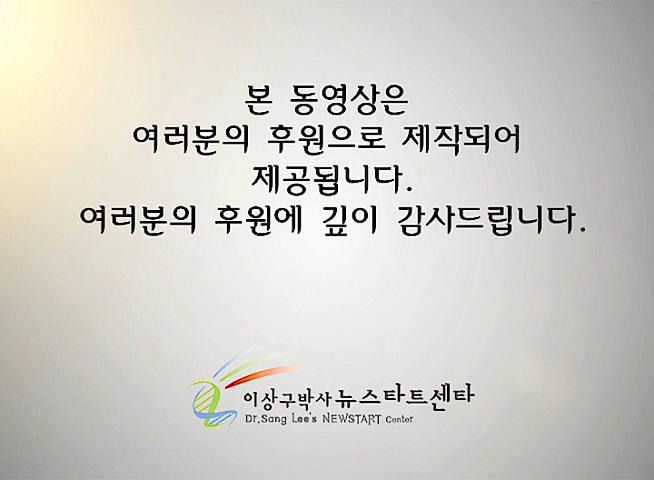 본 동영상은
여러분의 후원으로 제작되어
제공됩니다.
여러분의 후원에 깊이 감사드립니다.
이상구박사 뉴스타트센타
Dr.Sang Lee's NEWSTART Center